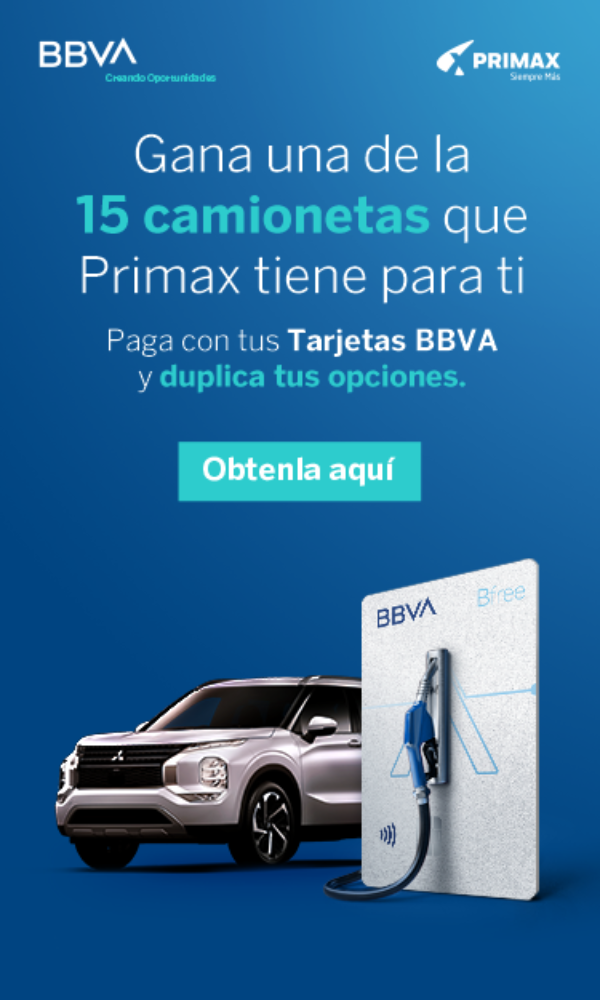 BBVA
Creando Oportunidades
PRIMAX
Siempre Más
Gana una de la
15 camionetas que
Primax tiene para ti
Paga con tus Tarjetas BBVA
y duplica tus opciones.
Obtenla aquí
BBVA
Bfree